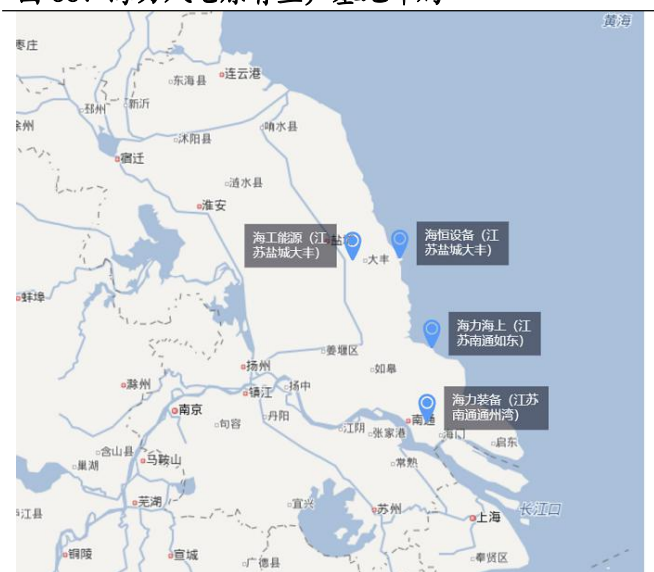 黄海
枣庄
东海县
连云港
邳州
新沂
徐州
响水县
沭阳县
宿迁
涟水县
淮安
海工能源（江
苏盐城大丰）
盐城
海恒设备（江
苏盐城大丰）
大丰
蚌埠
海力海上（江
苏南通如东）
姜堰区
扬州
如皋
滁州
镇江
扬中
海力装备（江苏
南通通州湾）
南京
句容
丹阳
江阴
张家港
南通
海门
启东
含山县
巢湖
马鞍山
常熟
芜湖
宜兴
苏州
长江口
上海
庐江县
铜陵
宣城
广德县
奉贤区